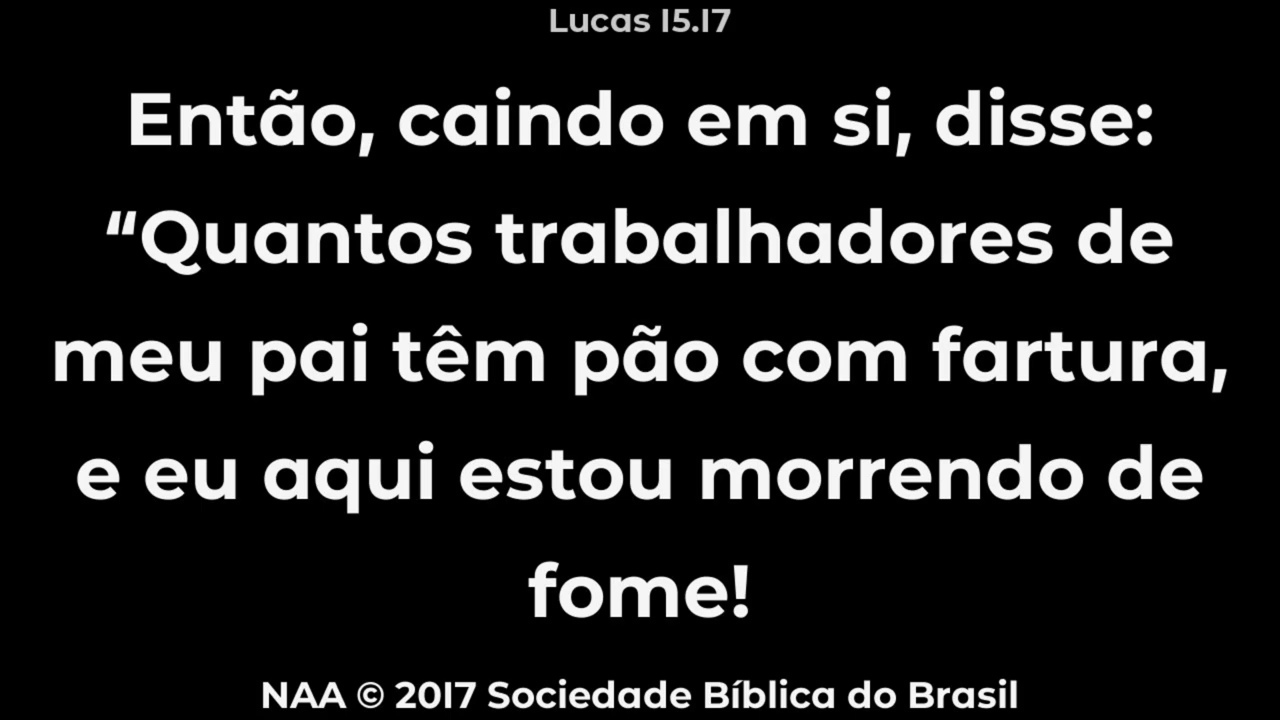 Lucas 15.17
Então, caindo em si, disse:
“Quantos trabalhadores de
meu pai têm pão com fartura,
e eu aqui estou morrendo de
fome!
NAA © 2017 Sociedade Bíblica do Brasil